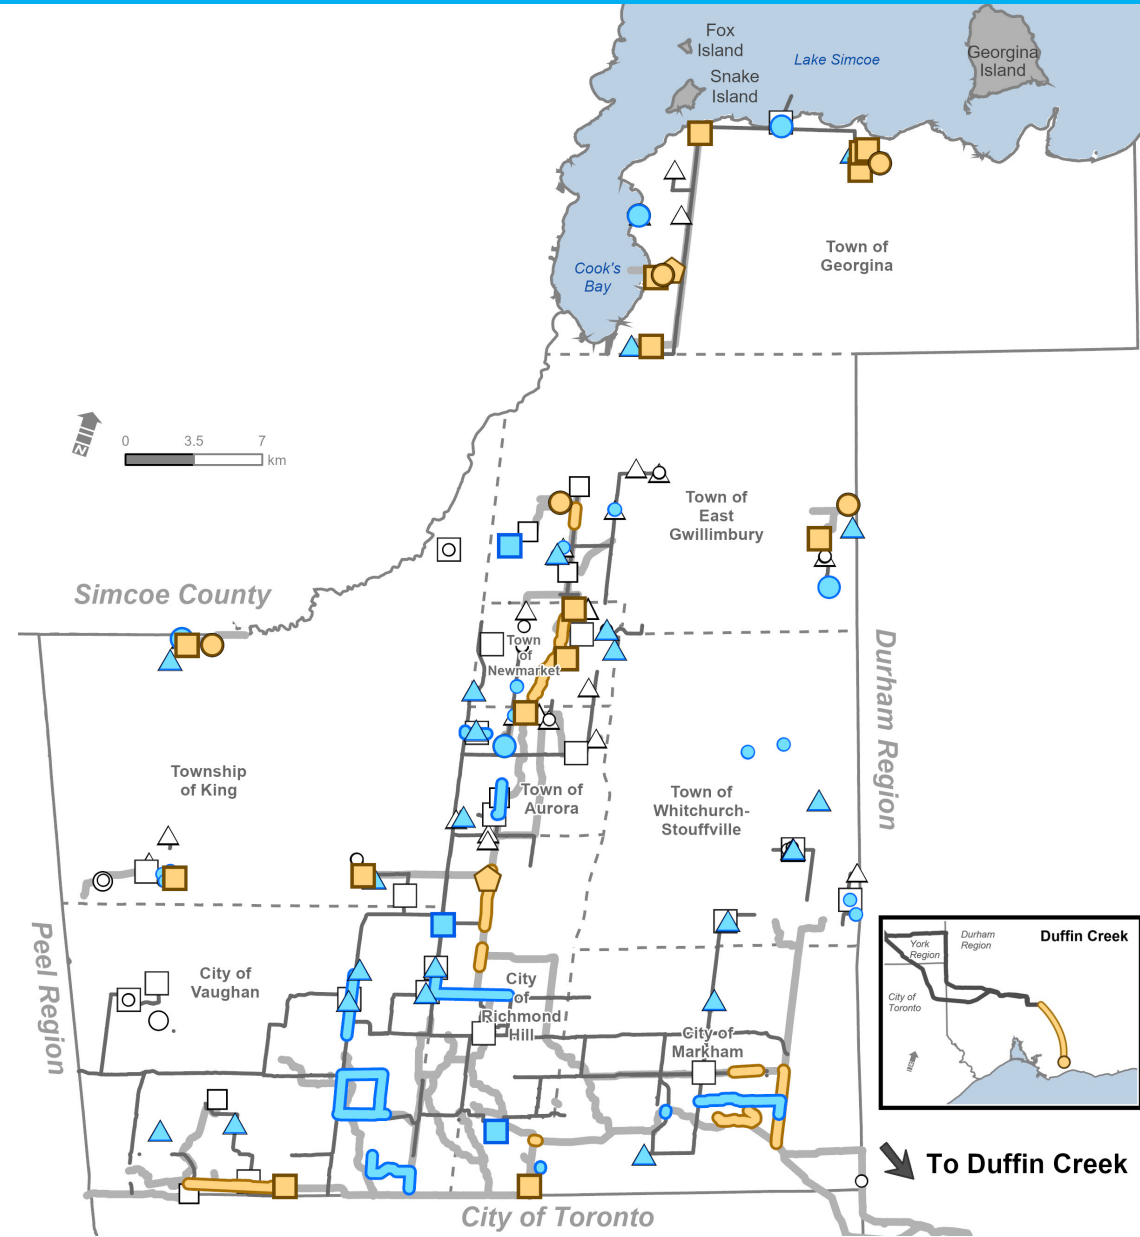 Fox
Island
Lake Simcoe
Georgina
Island
Snake
Island
Town of
Georgina
Cook's
Bay
N
0 3.5 7
km
Town of
East
Gwillimbury
Simcoe County
Town
of
Newmarket
Durham Region
Township
of King
Town of
Aurora
Town of
Whitchurch-
Stouffville
Peel Region
City of
Vaughan
City
of
Richmond
Hill
City of
Markham
Duffin Creek
York
Region
Durham
Region
City of
Toronto
To Duffin Creek
City of Toronto